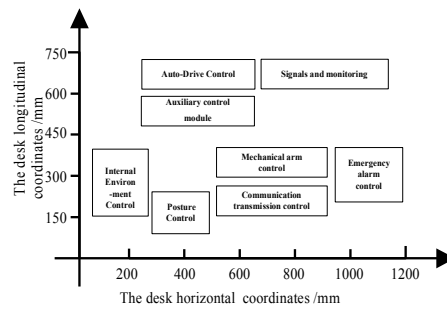 The desk longitudinal
coordinates /mm
750
600
450
300
150
Auto-Drive Control
Signals and monitoring
Auxiliary control
module
Internal
Environ
-ment
Control
Posture
Control
Mechanical arm
control
Communication
transmission control
Emergency
alarm
control
200
400
600
800
1000
1200
The desk horizontal coordinates /mm